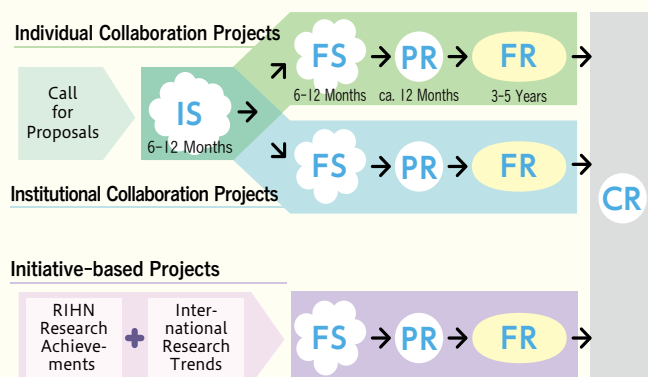 Individual Collaboration Projects
Call
for
Proposals
IS
6-12 Months
FS
PR
FR
6-12 Months
ca. 12 Months
3-5 Years
FS
PR
FR
Institutional Collaboration Projects
CR
Initiative-based Projects
RIHN
Research
Achieve-
ments
+
Inter-
national
Research
Trends
FS
PR
FR